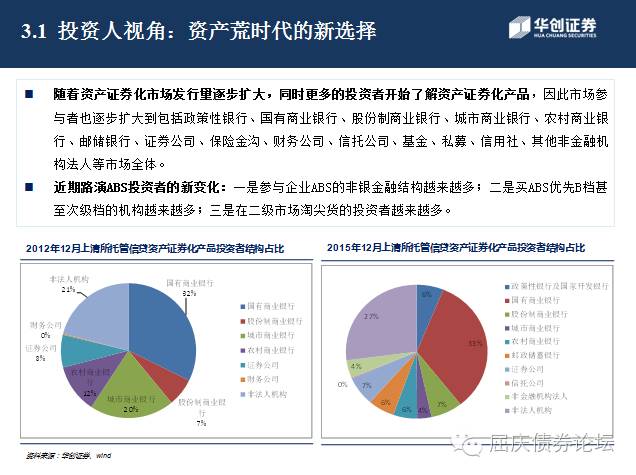 3.1 投资人视角：资产荒时代的新选择
华创证券
HUA CHUANG SECURITIES
随着资产证券化市场发行量逐步扩大，同时更多的投资者开始了解资产证券化产品，因此市场参
与者也逐步扩大到包括政策性银行、国有商业银行、股份制商业银行、城市商业银行、农村商业银
行、邮储银行、证券公司、保险金沟、财务公司、信托公司、基金、私募、信用社、其他非金融机
构法人等市场全体。
近期路演ABS投资者的新变化：一是参与企业ABS的非银金融结构越来越多；二是买ABS优先B档甚
至次级档的机构越来越多；三是在二级市场淘尖货的投资者越来越多。
2012年12月上清所托管信贷资产证券化产品投资者结构占比
非法人机构
21%
国有商业银行
32%
财务公司
0%
证券公司
8%
农村商业银
行
12%
城市商业银行
20%
股份制商业银
行
7%
国有商业银行
股份制商业银行
城市商业银行
农村商业银行
证券公司
财务公司
非法人机构
2015年12月上清所托管信贷资产证券化产品投资者结构占比
6%
33%
7%
4%
6%
6%
7%
0%
4%
27%
政策性银行及国家开发银行
国有商业银行
股份制商业银行
城市商业银行
农村商业银行
邮政储蓄银行
证券公司
信托公司
非金融机构法人
非法人机构
资料来源：华创证券、wind
屈庆债券论坛